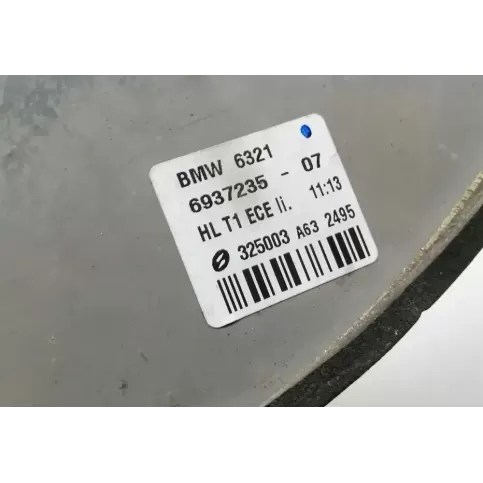 BMW 6321
6937235 - 07
HL T1 ECE li. 11:13
325003 A63 2495